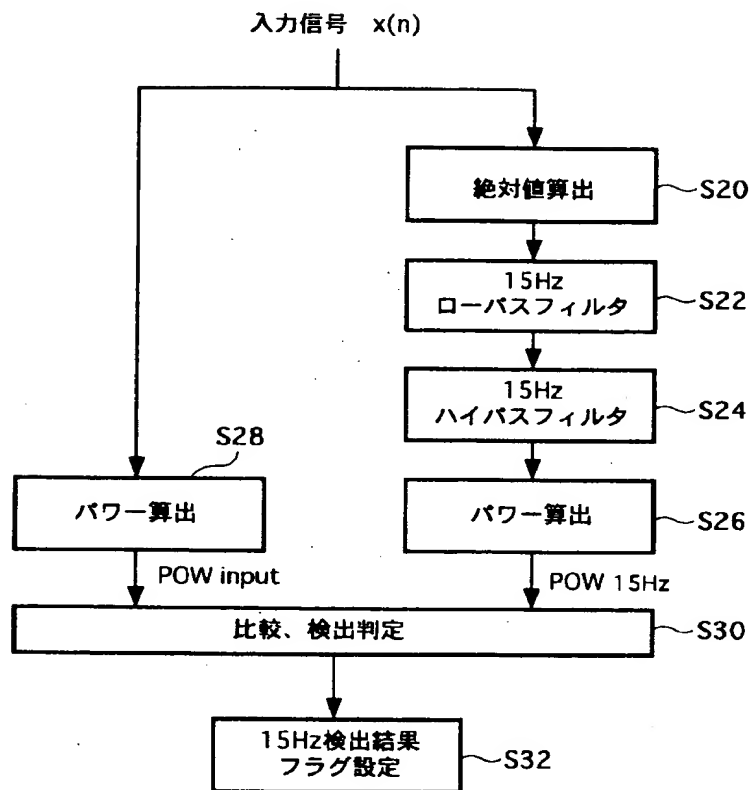 入力信号 x(n)
絶対値算出
S20
15Hz
ローパスフィルタ
S22
15Hz
ハイパスフィルタ
S24
S28
パワー算出
パワー算出
S26
POW input
POW 15Hz
比較、検出判定
S30
15Hz検出結果
フラグ設定
S32